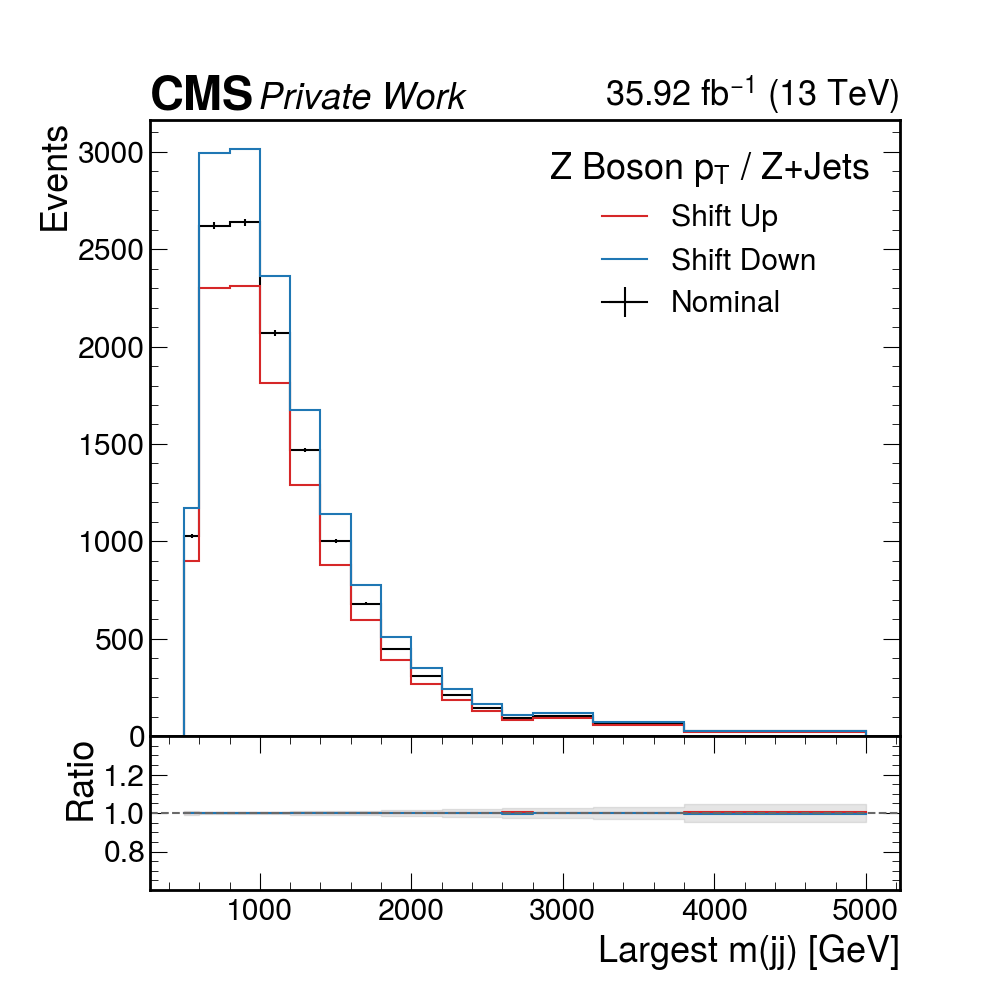 CMS Private Work 35.92 fb⁻¹ (13 TeV)
Events
3000
2500
2000
1500
1000
500
0
Z Boson pT / Z+Jets
Shift Up
Shift Down
Nominal
Ratio
1.2
1.0
0.8
1000 2000 3000 4000 5000
Largest m(jj) [GeV]